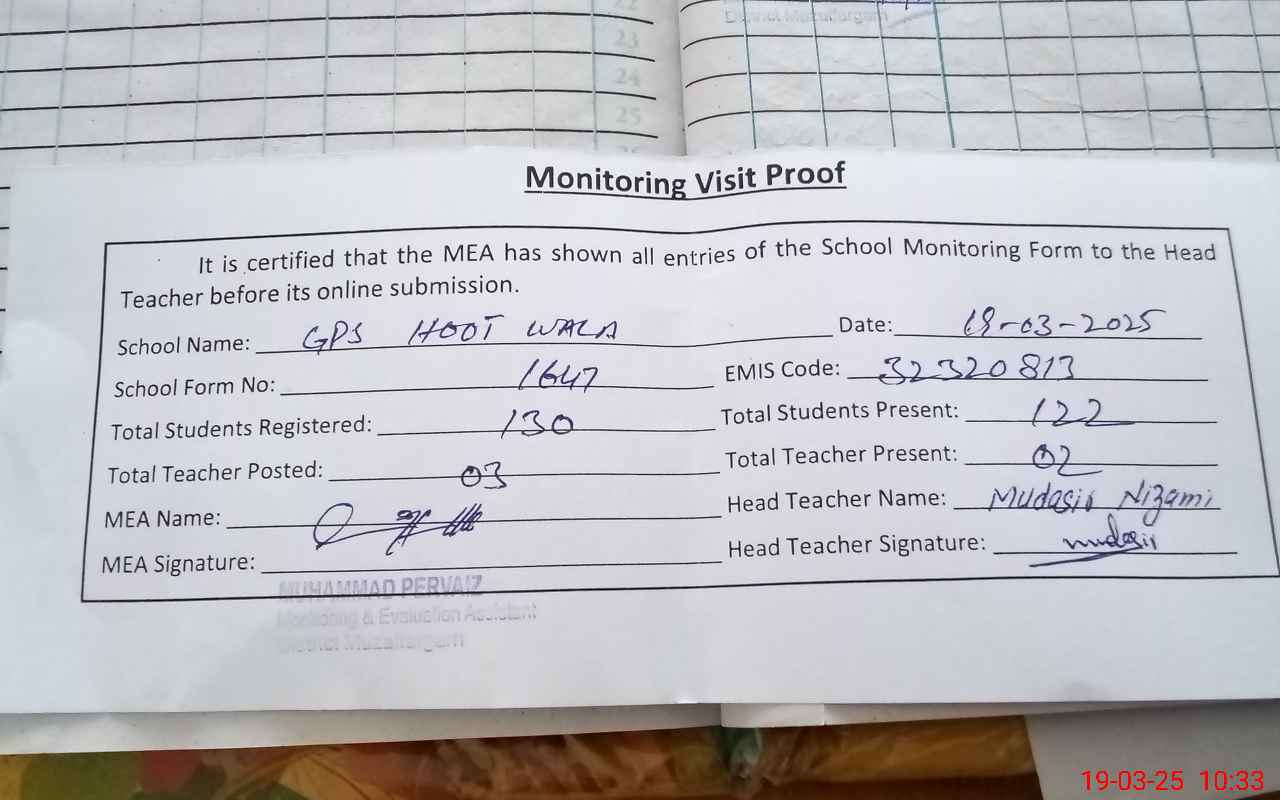 22
23
24
25
District Muzaffargarh
Monitoring Visit Proof
It is certified that the MEA has shown all entries of the School Monitoring Form to the Head
Teacher before its online submission.
School Name: GPS HOOT WALA Date: 19-03-2025
School Form No: 1647 EMIS Code: 32320813
Total Students Registered: 130 Total Students Present: 122
Total Teacher Posted: 03 Total Teacher Present: 02
MEA Name: Head Teacher Name: Mudasir Nizami
MEA Signature: Head Teacher Signature: mudasir
MUHAMMAD PERVAIZ
Monitoring & Evaluation Assistant
District Muzaffargarh
19-03-25 10:33